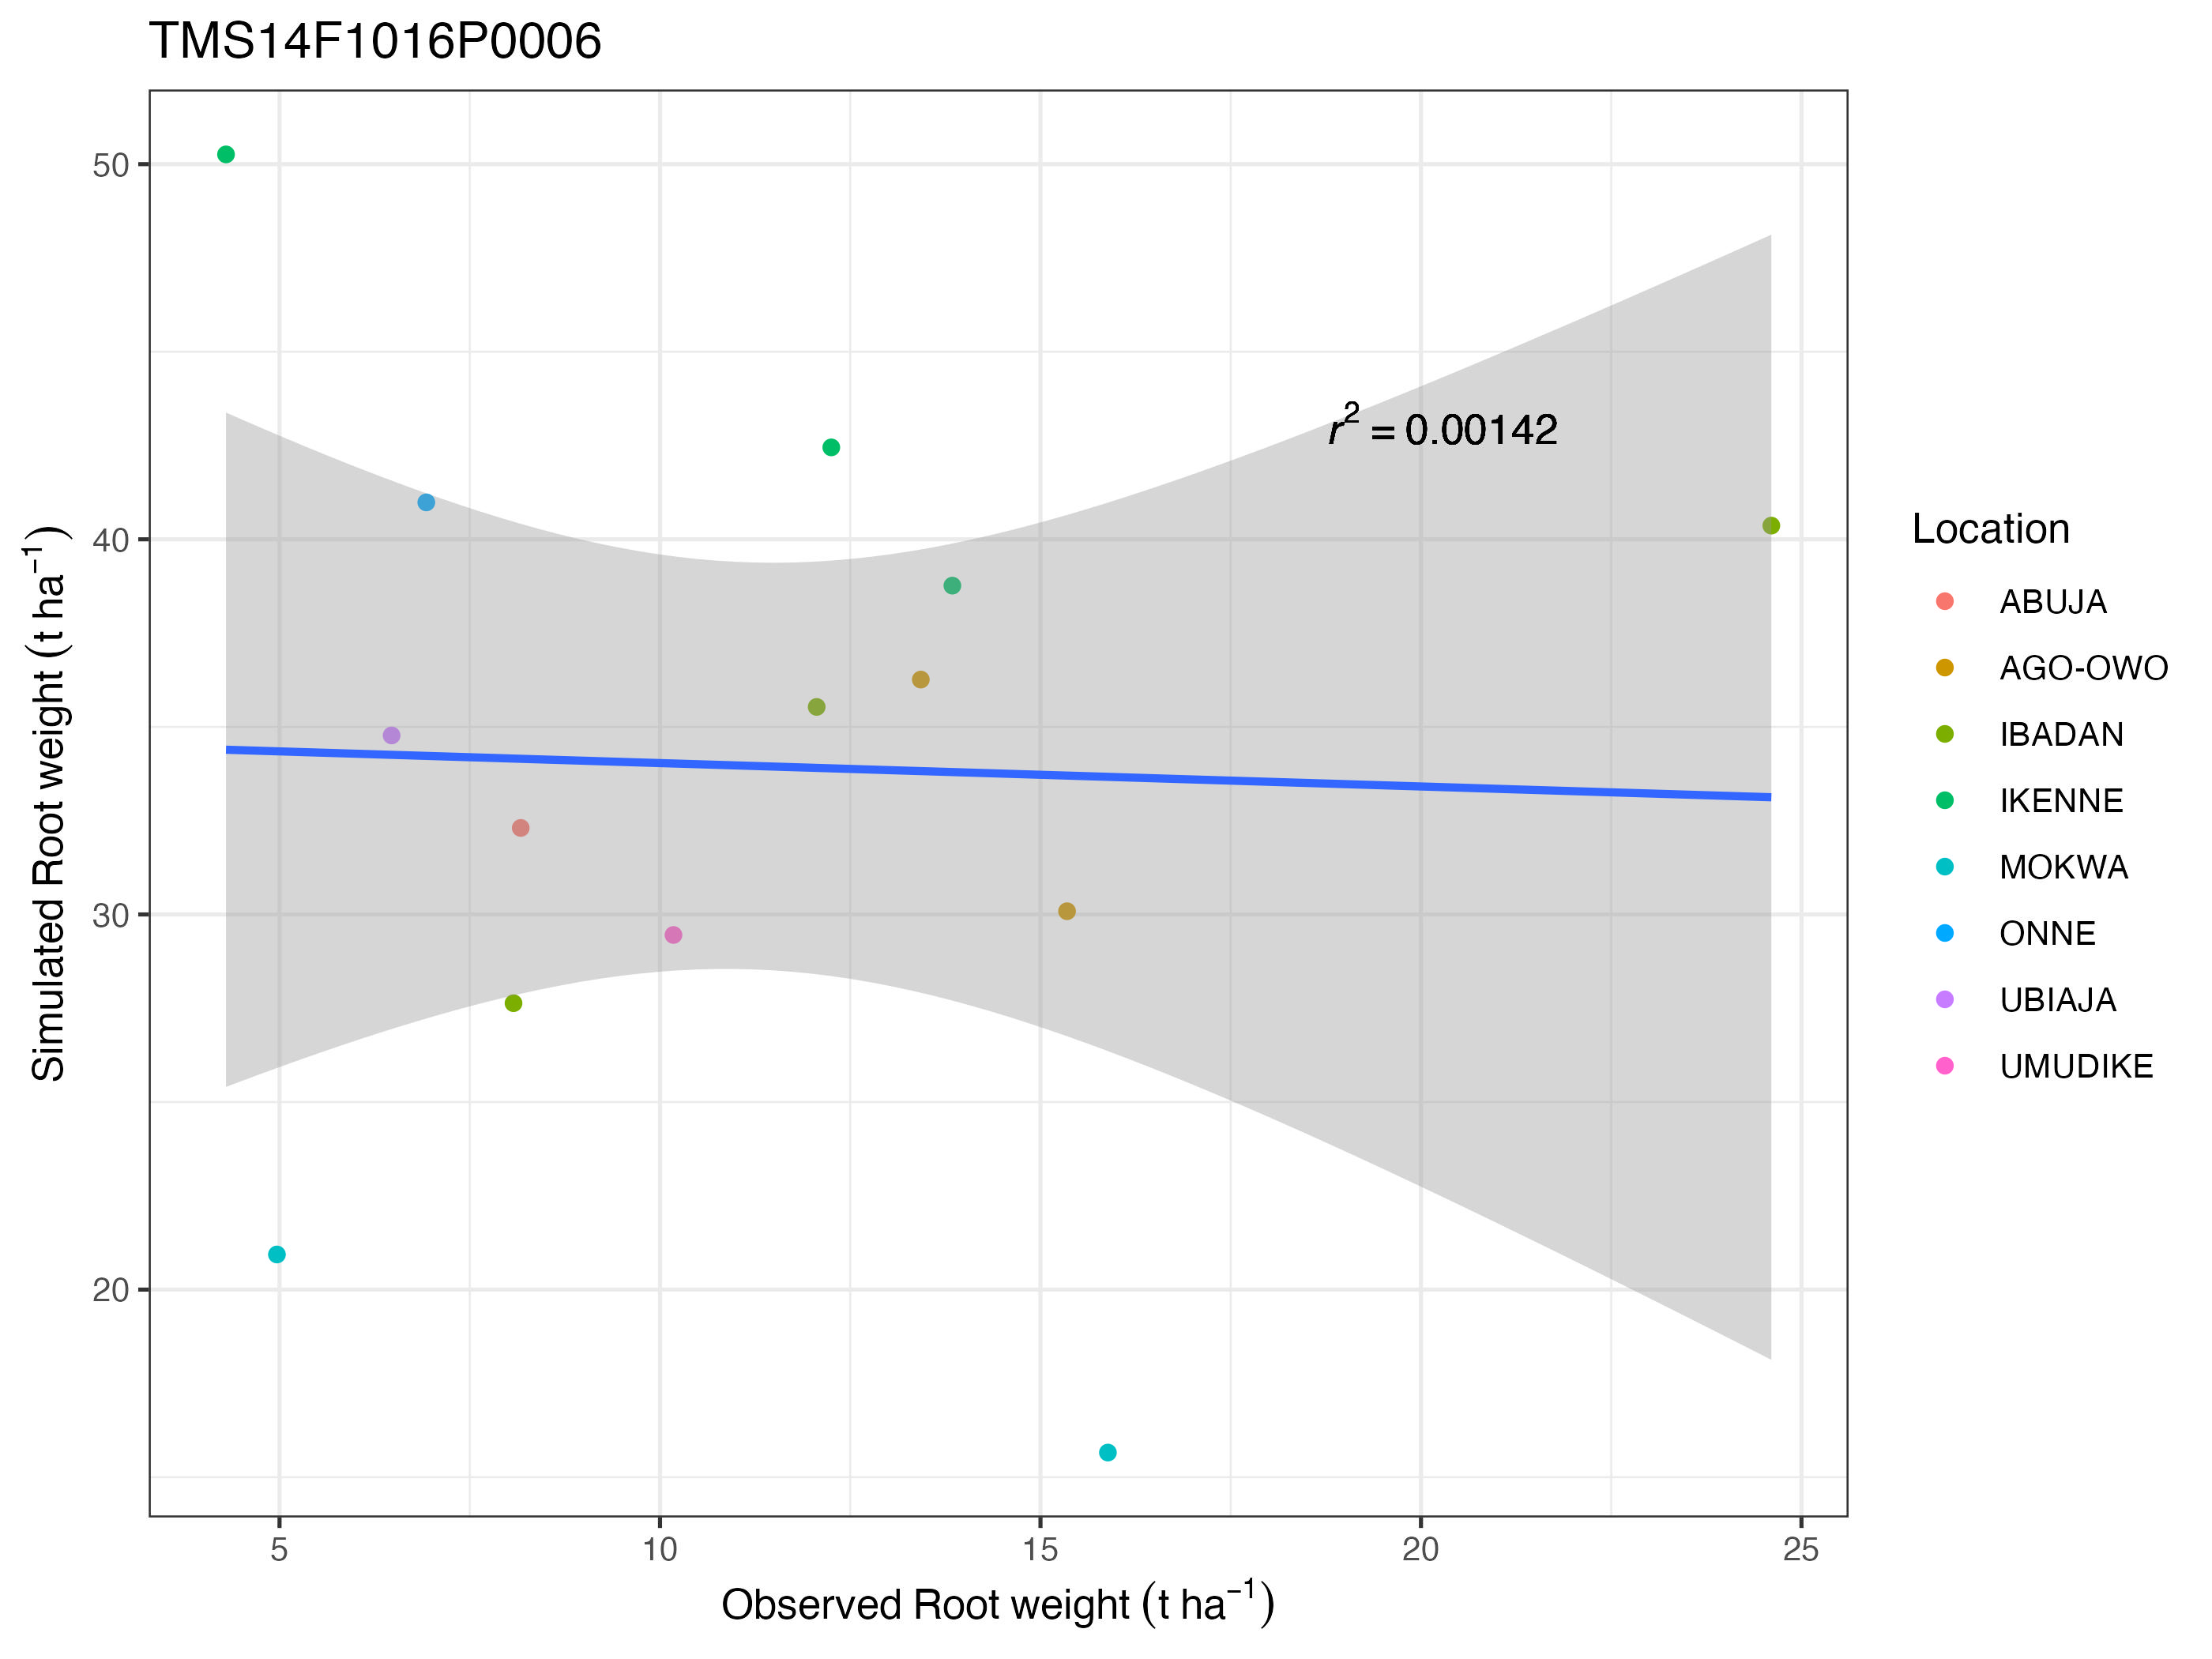 TMS14F1016P0006
50
40
30
20
Simulated Root weight (t ha⁻¹)
r² = 0.00142
5 10 15 20 25
Observed Root weight (t ha⁻¹)
Location
ABUJA
AGO-OWO
IBADAN
IKENNE
MOKWA
ONNE
UBIAJA
UMUDIKE